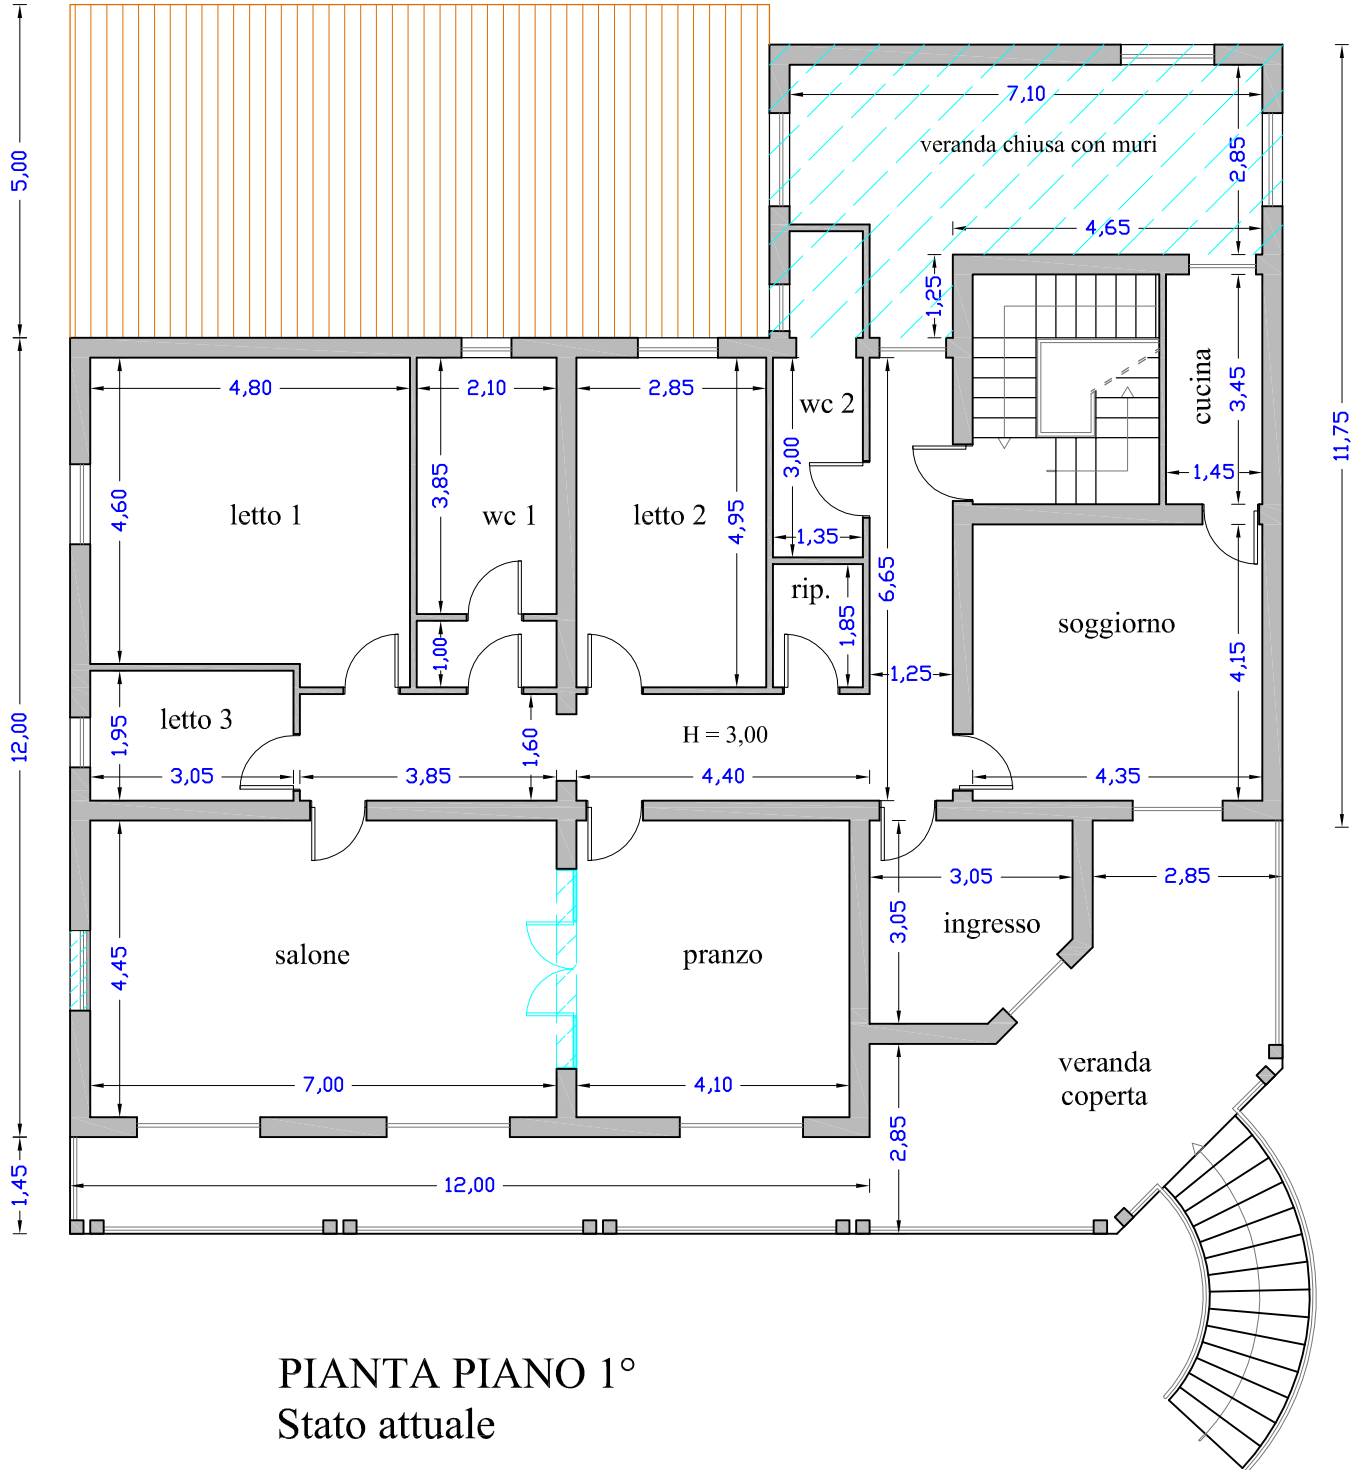 5,00
7,10
veranda chiusa con muri
2,85
4,65
1,25
11,75
4,80
2,10
2,85
wc 2
cucina
3,45
1,45
3,00
3,85
4,60
letto 1
wc 1
letto 2
4,95
1,35
6,65
rip.
1,85
soggiorno
4,15
1,00
1,25
12,00
1,95
letto 3
3,05
3,85
1,60
H = 3,00
4,40
4,35
4,45
salone
pranzo
3,05
3,05
ingresso
2,85
7,00
4,10
veranda
coperta
2,85
1,45
12,00
PIANTA PIANO 1°
Stato attuale